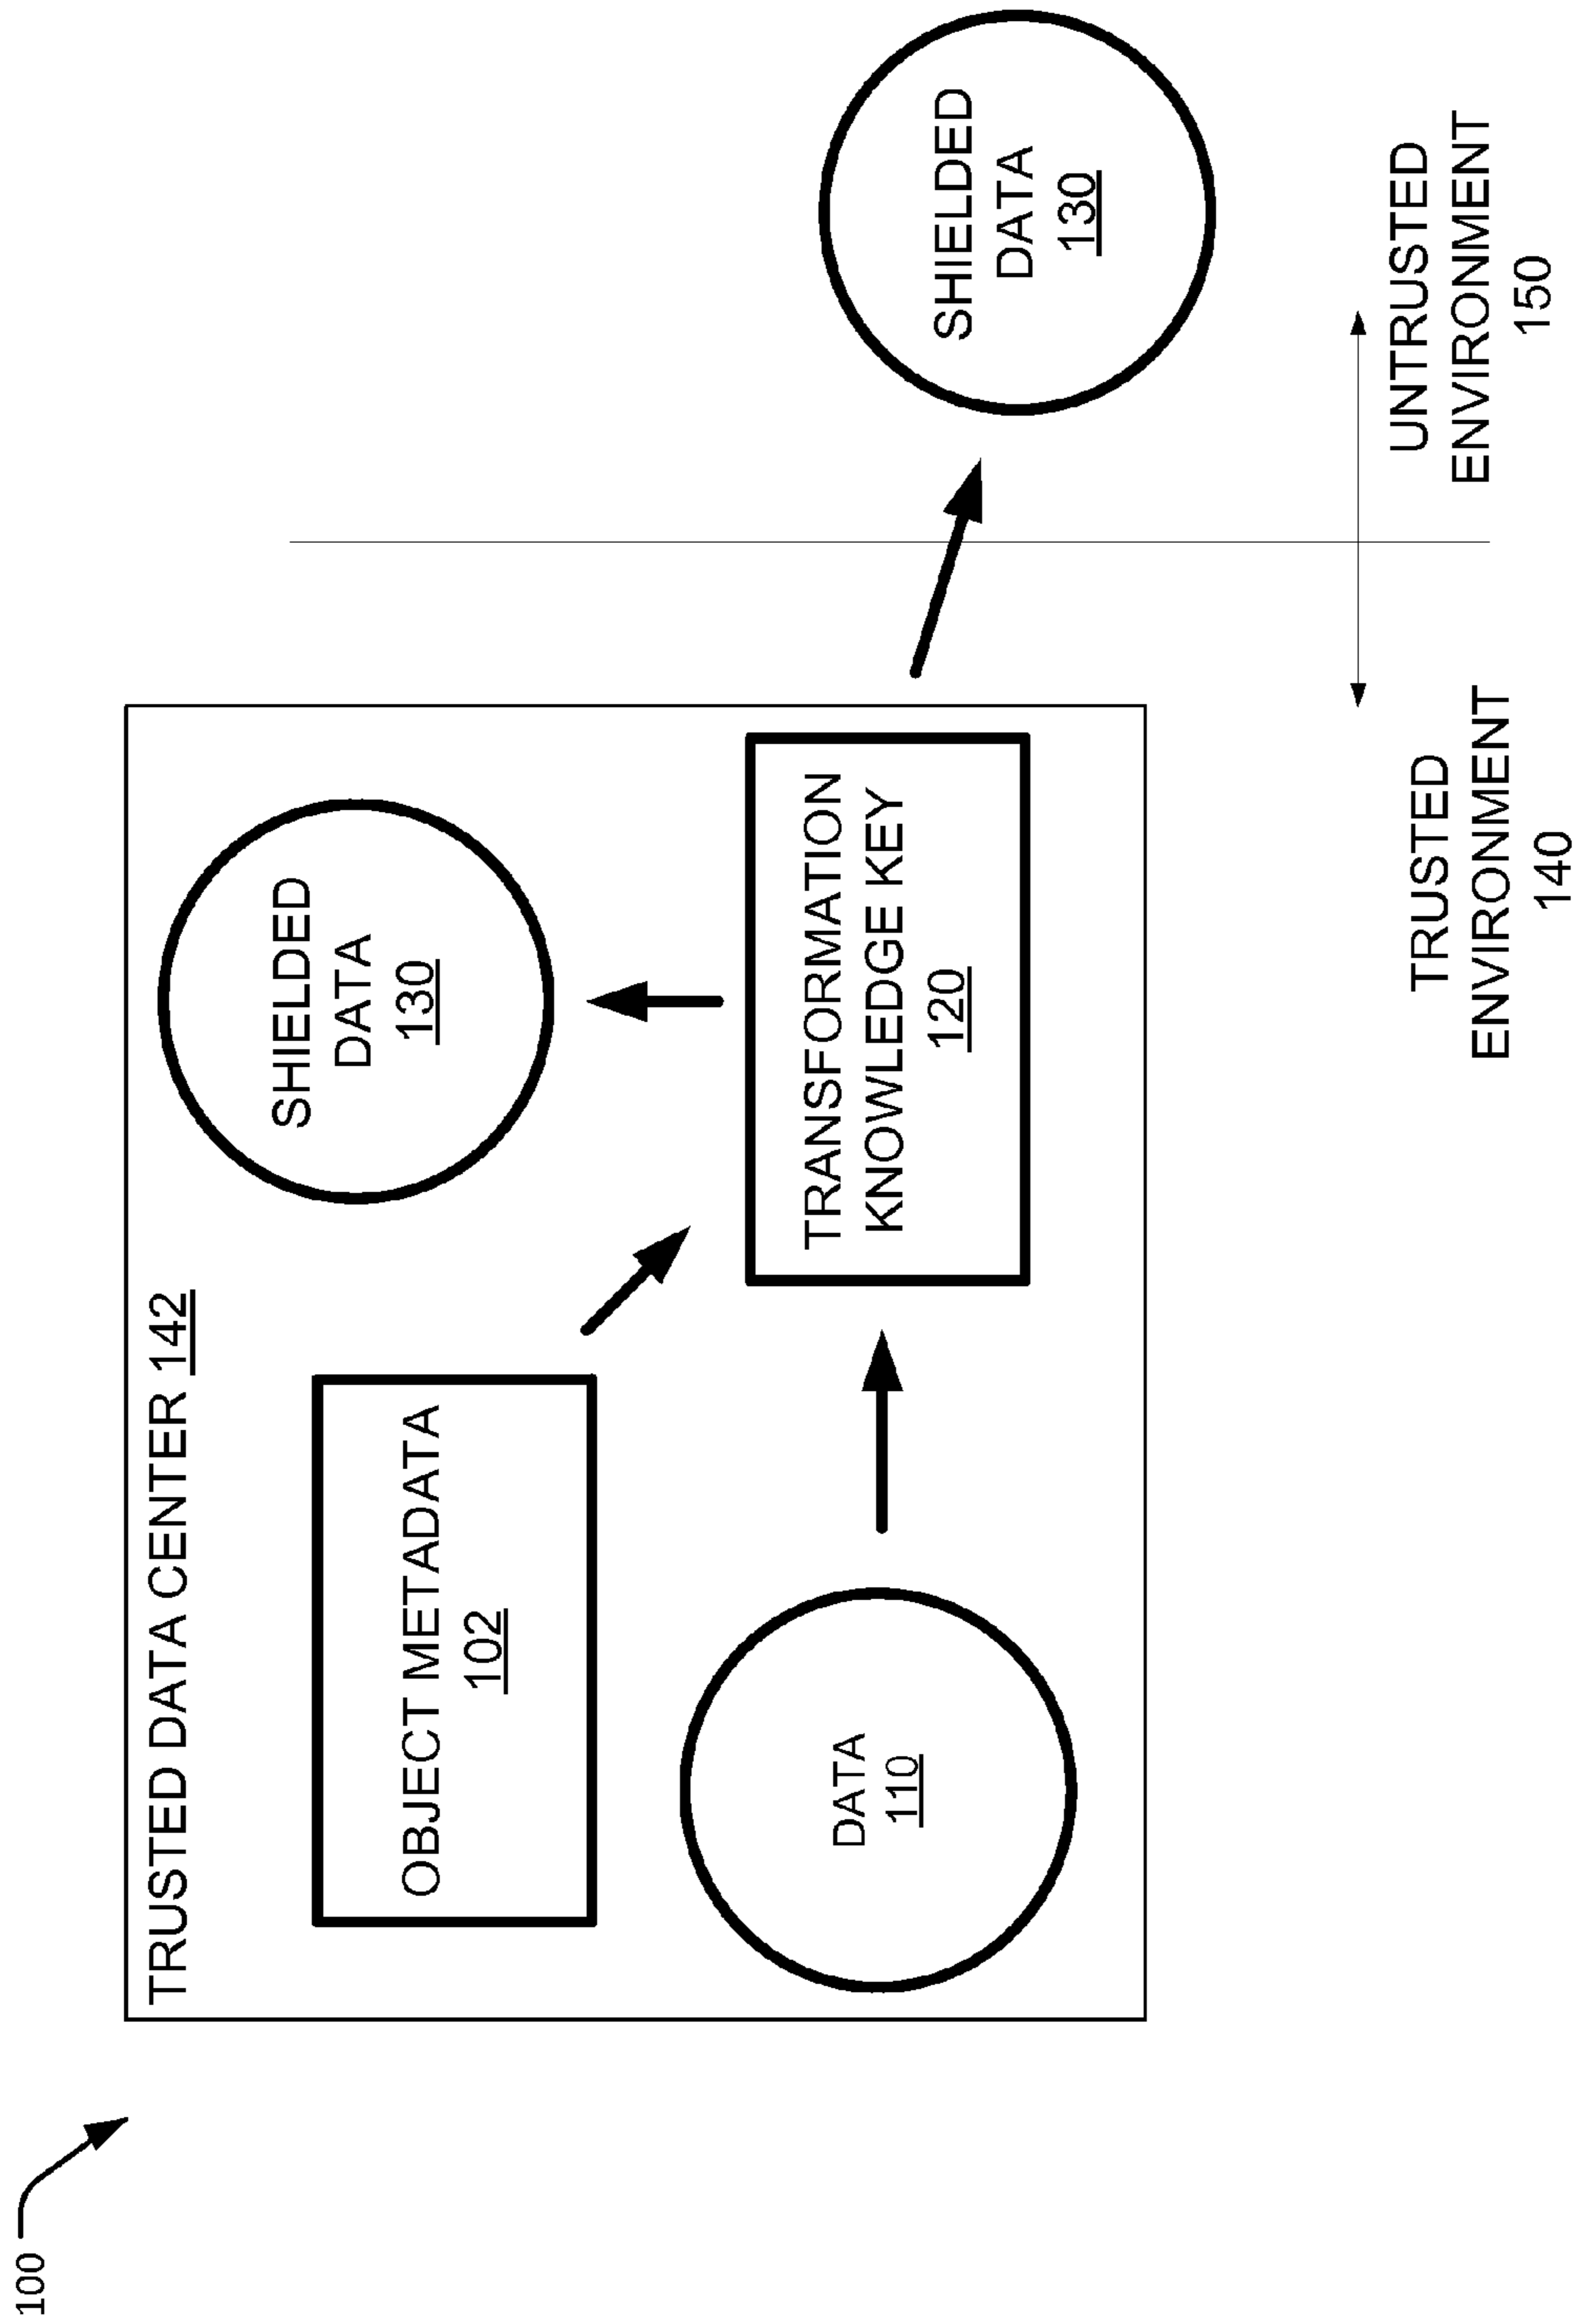 100
TRUSTED DATA CENTER 142
OBJECT METADATA
102
DATA
110
SHIELDED
DATA
130
TRANSFORMATION
KNOWLEDGE KEY
120
SHIELDED
DATA
130
TRUSTED
ENVIRONMENT
140
UNTRUSTED
ENVIRONMENT
150